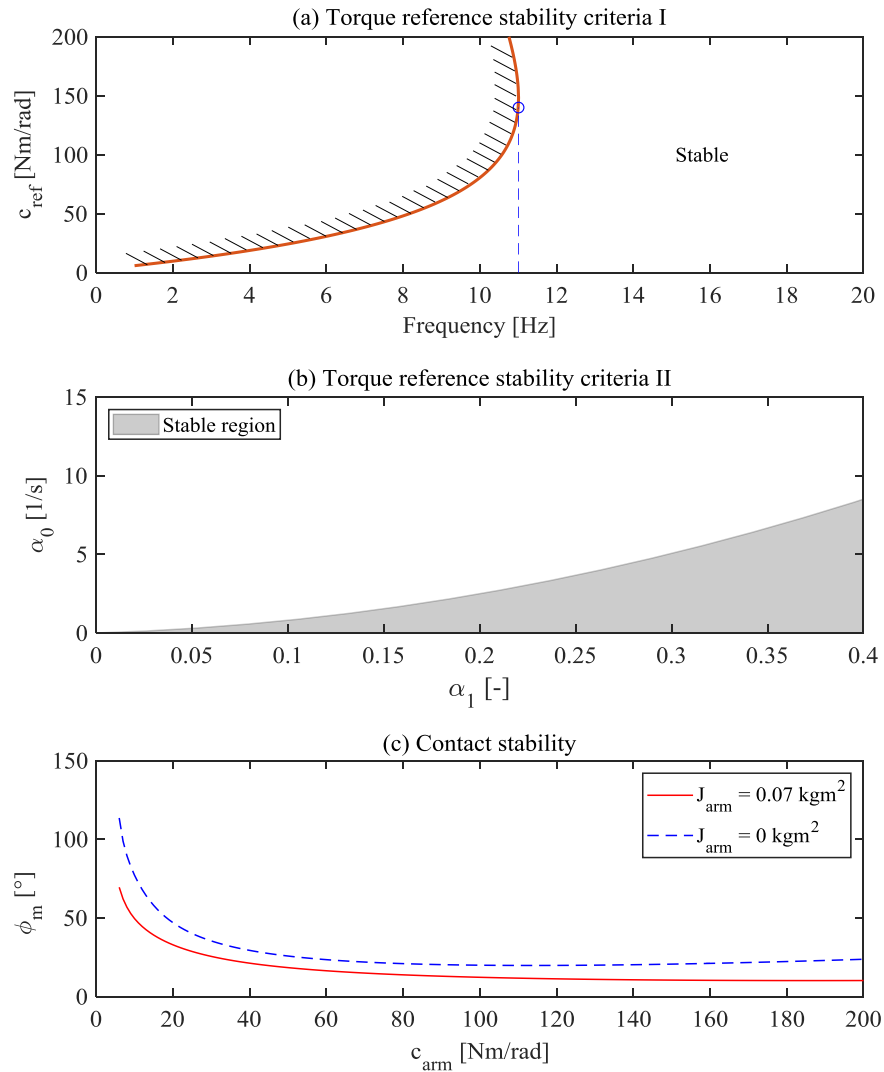 (a) Torque reference stability criteria I
200
150
100
50
0
c_ref [Nm/rad]
Stable
0 2 4 6 8 10 12 14 16 18 20
Frequency [Hz]
(b) Torque reference stability criteria II
15
10
5
0
α_0 [1/s]
Stable region
0 0.05 0.1 0.15 0.2 0.25 0.3 0.35 0.4
α_1 [-]
(c) Contact stability
150
100
50
0
ϕ_m [°]
J_arm = 0.07 kgm^2
J_arm = 0 kgm^2
0 20 40 60 80 100 120 140 160 180 200
c_arm [Nm/rad]